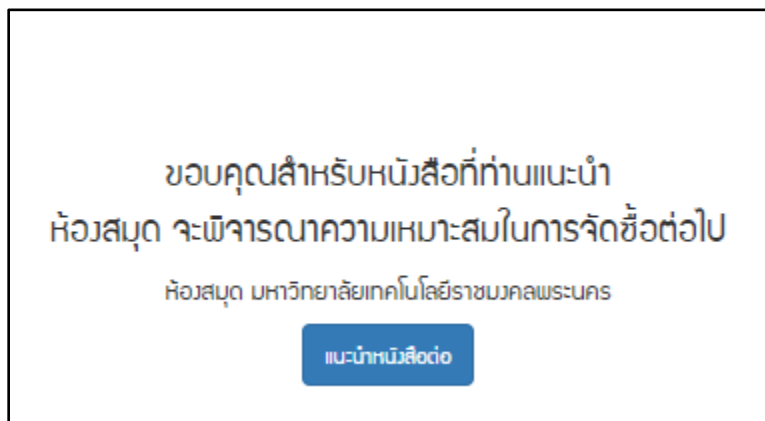 ขอบคุณสำหรับหนังสือที่ท่านแนะนำ
ห้องสมุด จะพิจารณาความเหมาะสมในการจัดซื้อต่อไป
ห้องสมุด มหาวิทยาลัยเทคโนโลยีราชมงคลพระนคร
แนะนำหนังสือต่อ